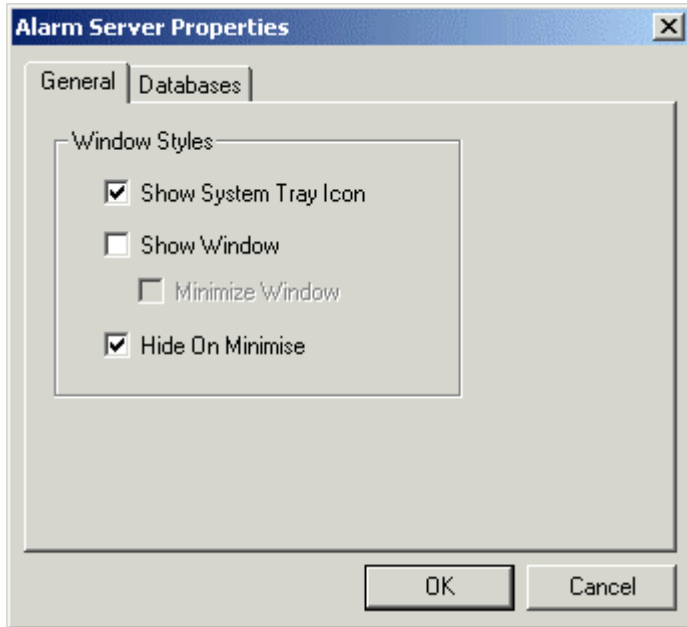 Alarm Server Properties
General Databases
Window Styles
Show System Tray Icon
Show Window
Minimize Window
Hide On Minimise
OK Cancel